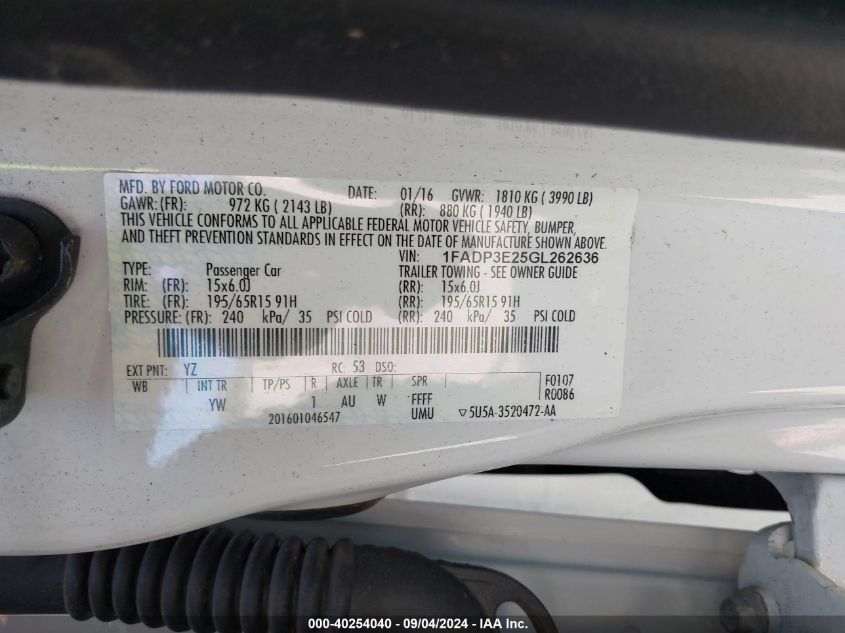 MFD. BY FORD MOTOR CO. DATE: 01/16 GVWR: 1810 KG ( 3990 LB)
GAWR: (FR): 972 KG ( 2143 LB) (RR): 880 KG ( 1940 LB)
THIS VEHICLE CONFORMS TO ALL APPLICABLE FEDERAL MOTOR VEHICLE SAFETY, BUMPER,
AND THEFT PREVENTION STANDARDS IN EFFECT ON THE DATE OF MANUFACTURE SHOWN ABOVE.
VIN: 1FADP3E25GL262636
TYPE: Passenger Car TRAILER TOWING - SEE OWNER GUIDE
RIM: (FR): 15x6.0J (RR): 15x6.0J
TIRE: (FR): 195/65R15 91H (RR): 195/65R15 91H
PRESSURE: (FR): 240 kPa/ 35 PSI COLD (RR): 240 kPa/ 35 PSI COLD
EXT PNT: YZ RC: 53 DSO:
WB INT TR TP/PS R AXLE TR SPR F0107
YW 1 AU W FFFF R0086
201601046547 UMU ▽5U5A-3520472-AA
000-40254040 - 09/04/2024 - IAA Inc.